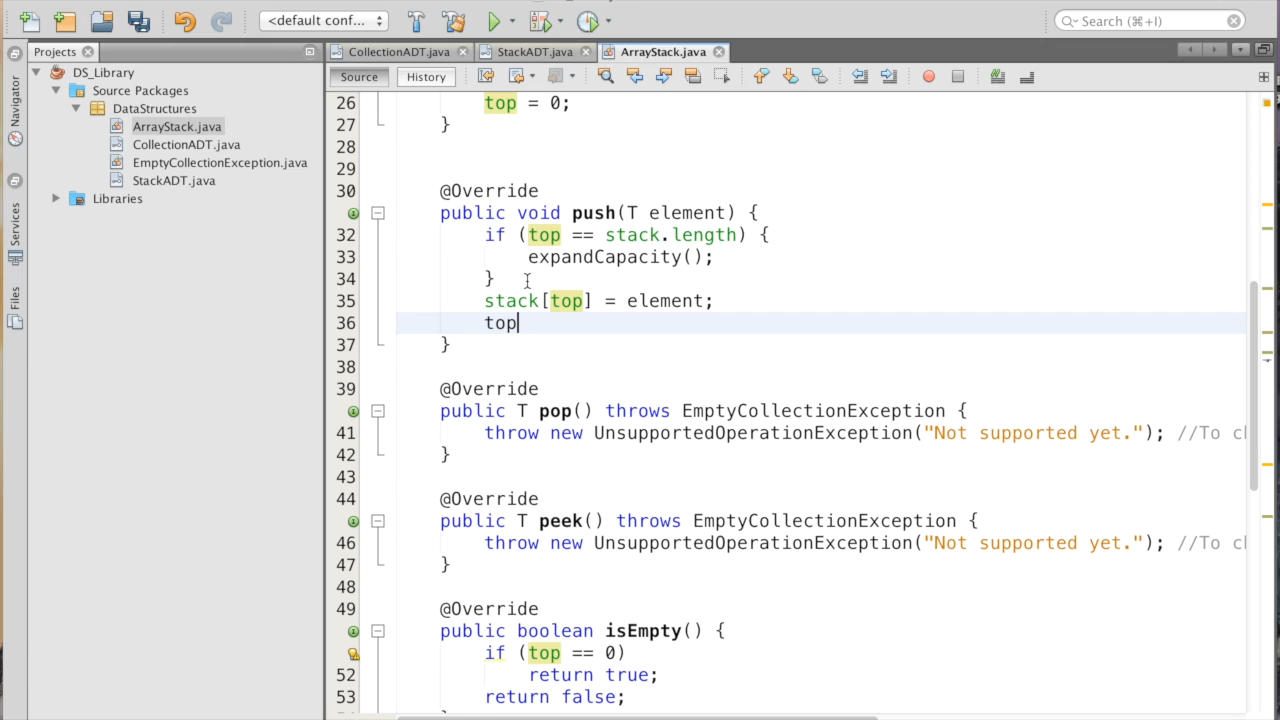 <default conf...
Search (⌘+I)
Projects
CollectionADT.java
StackADT.java
ArrayStack.java
DS_Library
Source Packages
DataStructures
ArrayStack.java
CollectionADT.java
EmptyCollectionException.java
StackADT.java
Libraries
Navigator
Services
Files
Source
History
26 top = 0;
27 }
28
29
30 @Override
public void push(T element) {
32 if (top == stack.length) {
33 expandCapacity();
34 }
35 stack[top] = element;
36 top
37 }
38
39 @Override
public T pop() throws EmptyCollectionException {
41 throw new UnsupportedOperationException("Not supported yet."); //To c
42 }
43
44 @Override
public T peek() throws EmptyCollectionException {
46 throw new UnsupportedOperationException("Not supported yet."); //To c
47 }
48
49 @Override
public boolean isEmpty() {
if (top == 0)
52 return true;
53 return false;